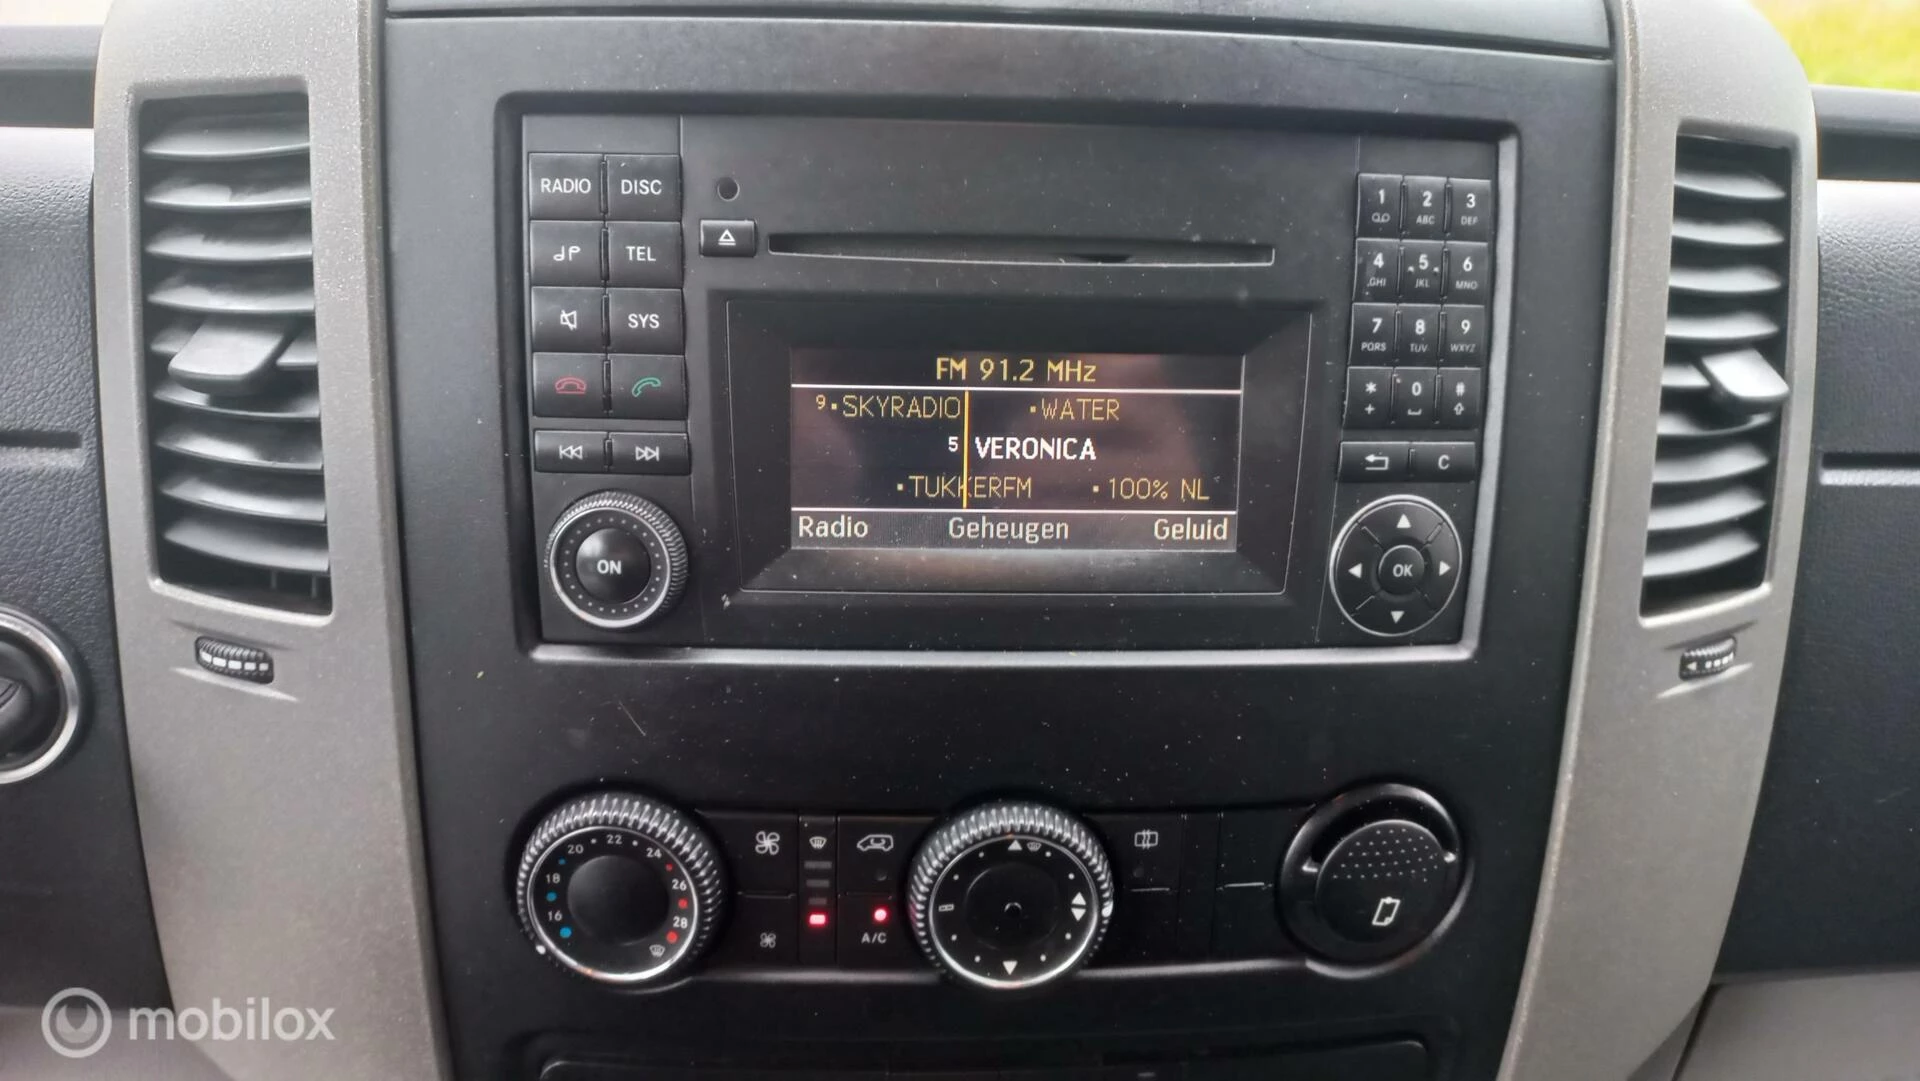 RADIO DISC
TEL
SYS
ON
FM 91.2 MHz
9 • SKYRADIO • WATER
5 VERONICA
• TUKKERFM • 100% NL
Radio Geheugen Geluid
1 2 ABC 3 DEF
4 GHI 5 JKL 6 MNO
7 PQRS 8 TUV 9 WXYZ
* + 0 #
C
OK
16 18 20 22 24 26 28
A/C
mobilox